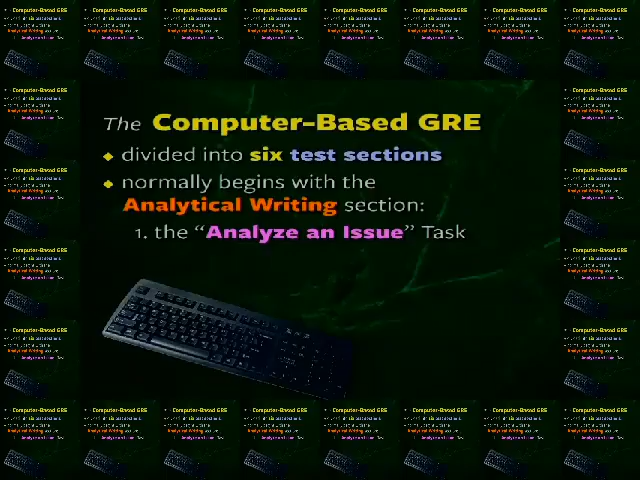 The Computer-Based GRE
divided into six test sections
normally begins with the
Analytical Writing section:
1. the “Analyze an Issue” Task